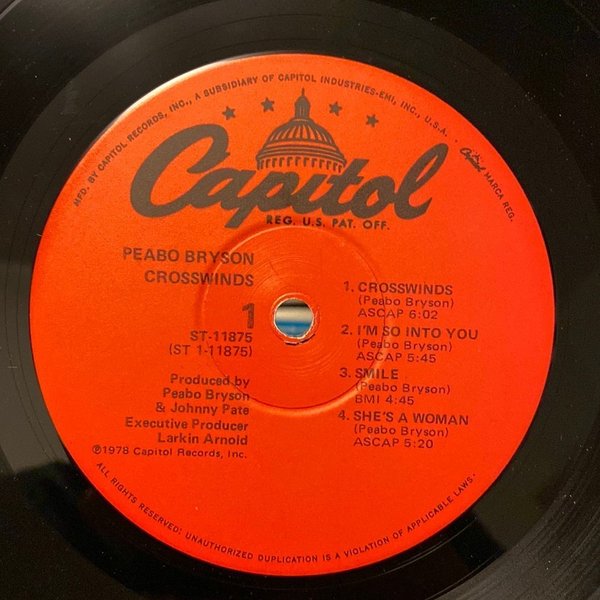 MFD. BY CAPITOL RECORDS, INC., A SUBSIDIARY OF CAPITOL INDUSTRIES-EMI, INC., U.S.A. · Capitol MARCA REG.
Capitol
REG. U.S. PAT. OFF.
PEABO BRYSON
CROSSWINDS
1
ST-11875
(ST 1-11875)
Produced by
Peabo Bryson
& Johnny Pate
Executive Producer
Larkin Arnold
℗1978 Capitol Records, Inc.
1. CROSSWINDS
(Peabo Bryson)
ASCAP 6:02
2. I'M SO INTO YOU
(Peabo Bryson)
ASCAP 5:45
3. SMILE
(Peabo Bryson)
BMI 4:45
4. SHE'S A WOMAN
(Peabo Bryson)
ASCAP 5:20
ALL RIGHTS RESERVED: UNAUTHORIZED DUPLICATION IS A VIOLATION OF APPLICABLE LAWS ·